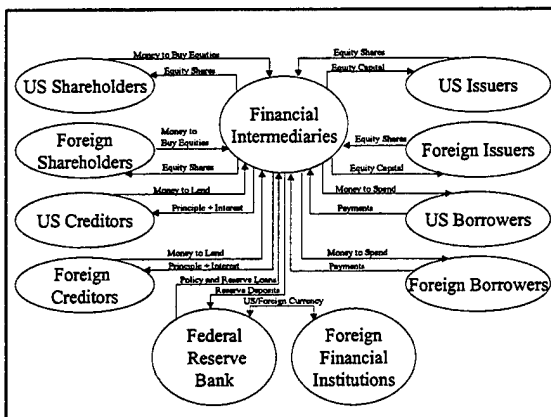 Money to Buy Equities
Equity Shares
US Shareholders
Equity Shares
Equity Capital
US Issuers
Financial
Intermediaries
Foreign
Shareholders
Money to
Buy Equities
Equity Shares
Equity Shares
Equity Capital
Foreign Issuers
Money to Lend
US Creditors
Principle + Interest
Money to Spend
Payments
US Borrowers
Money to Lend
Foreign
Creditors
Principle + Interest
Money to Spend
Payments
Foreign Borrowers
Policy and Reserve Loans
Reserve Deposits
US/Foreign Currency
Federal
Reserve
Bank
Foreign
Financial
Institutions